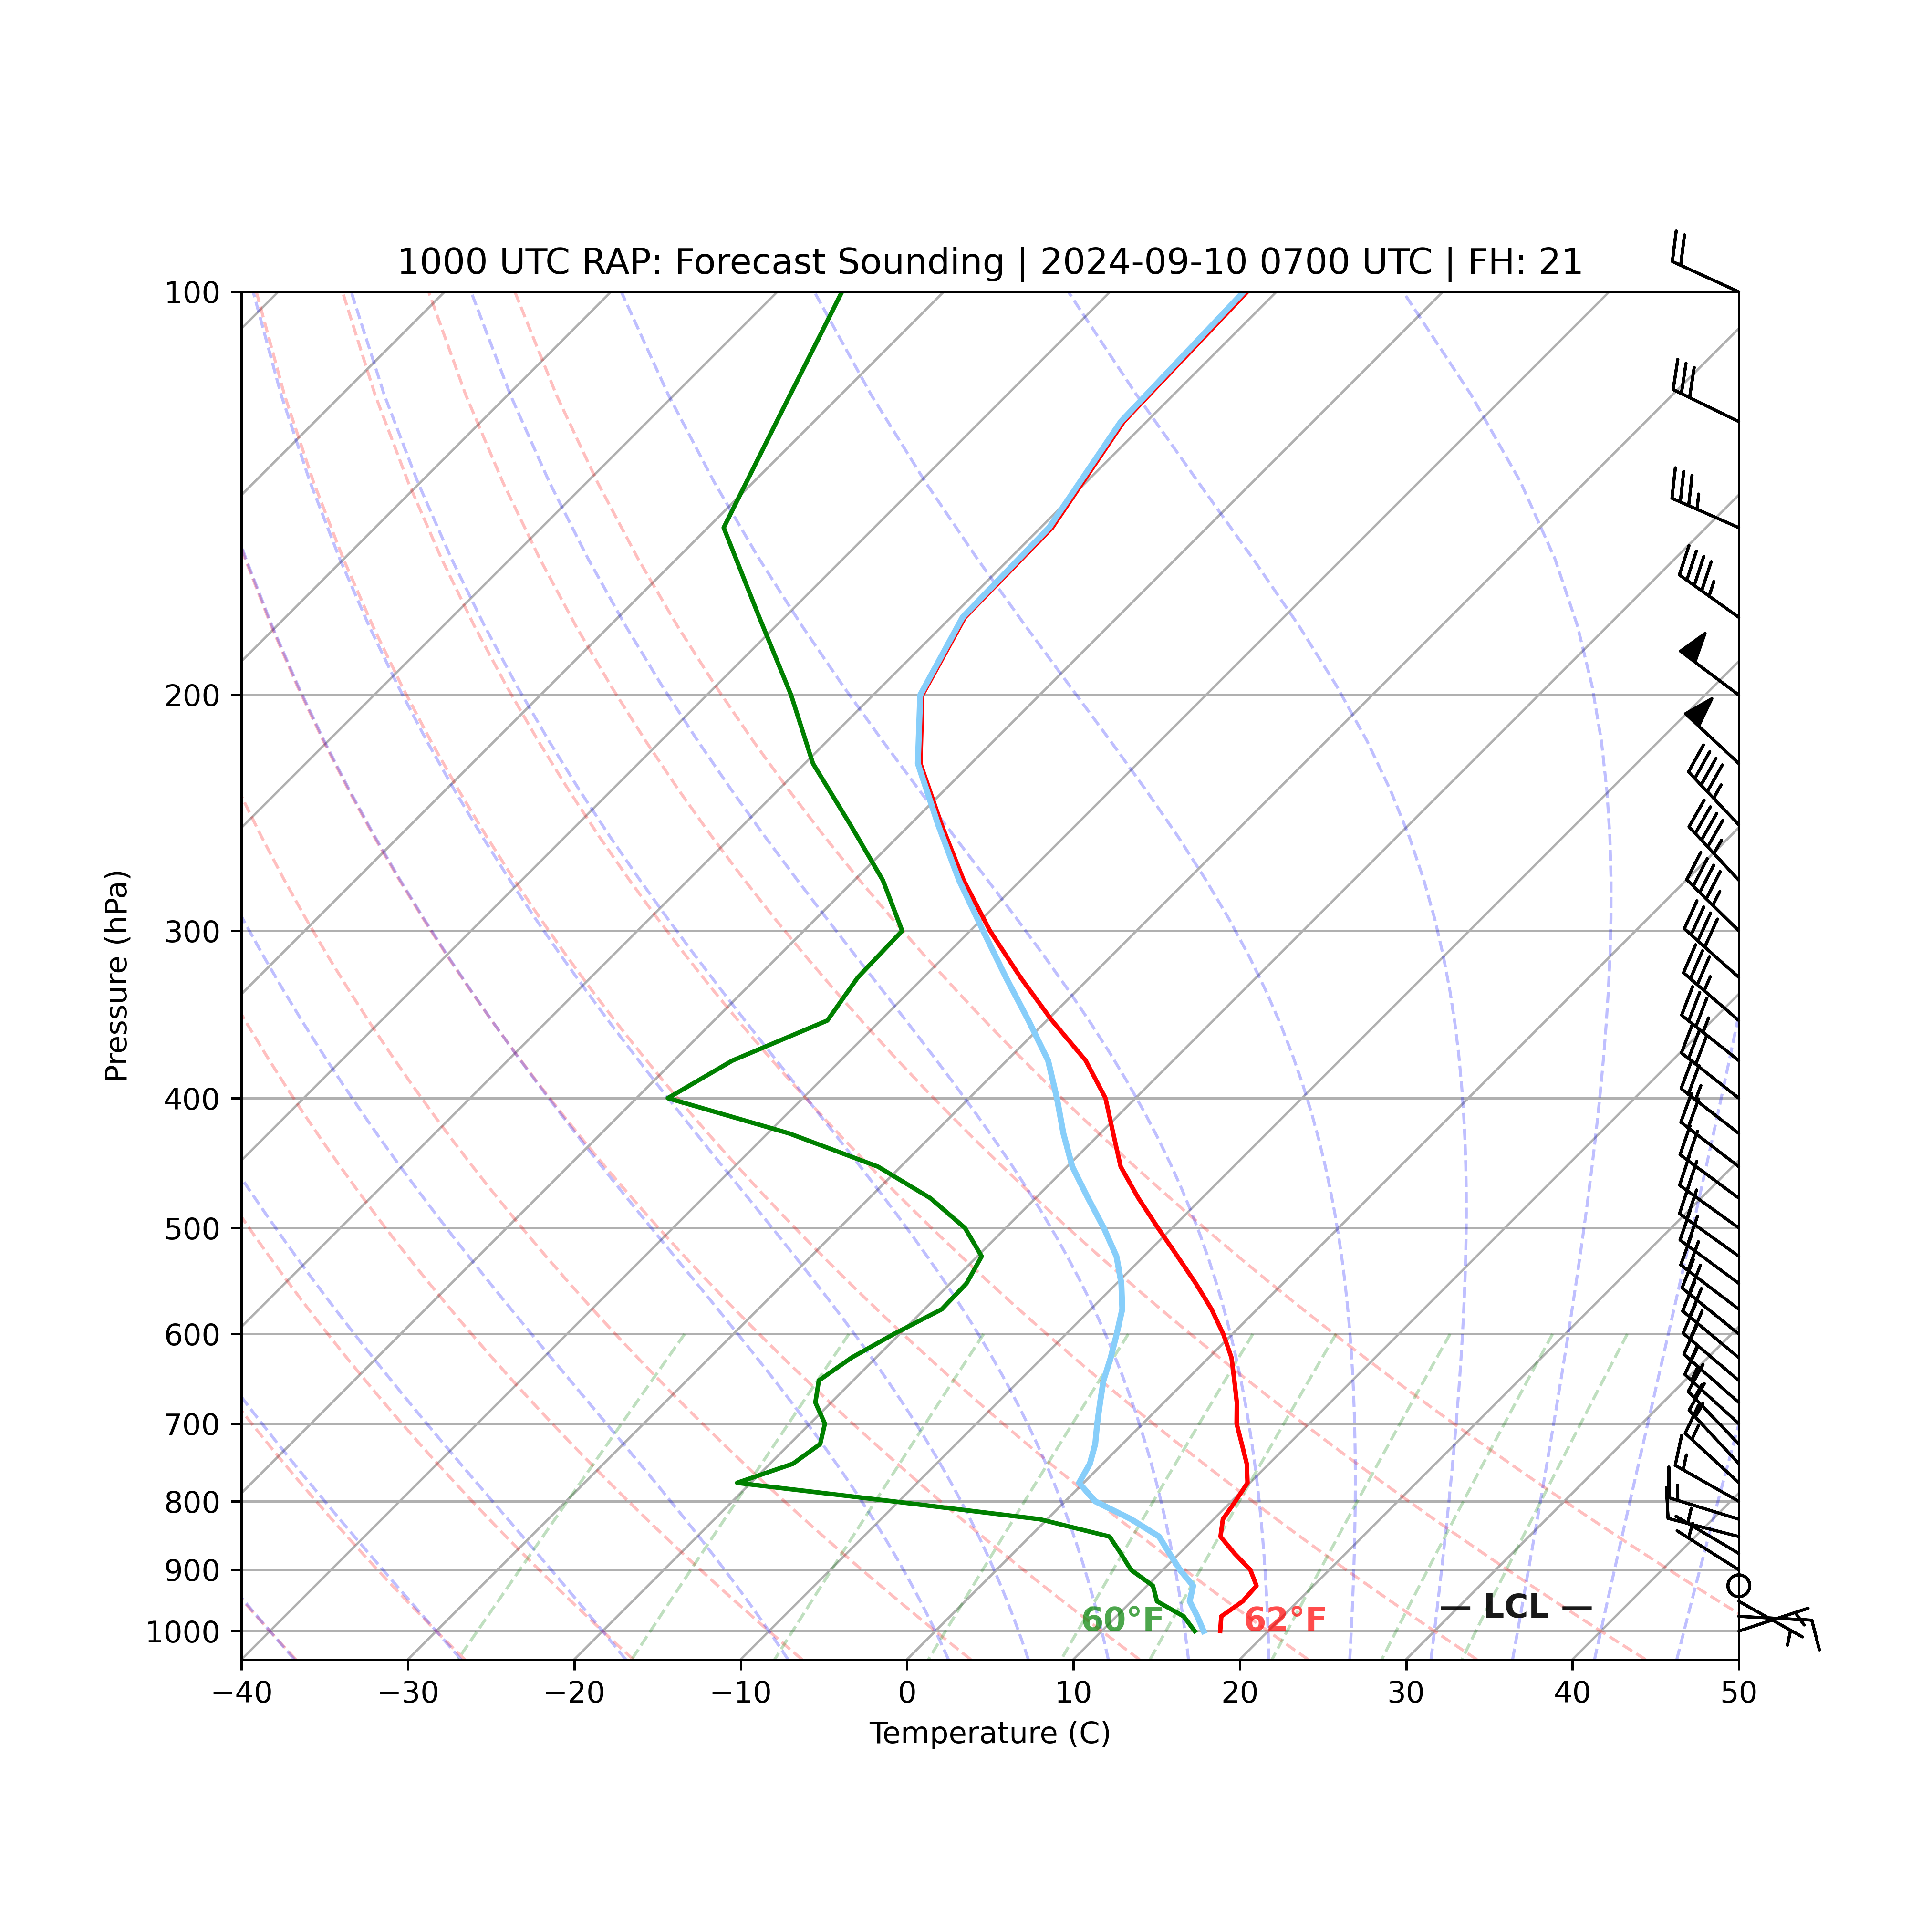 1000 UTC RAP: Forecast Sounding | 2024-09-10 0700 UTC | FH: 21
100
200
300
400
500
600
700
800
900
1000
Pressure (hPa)
60°F
62°F
— LCL —
−40 −30 −20 −10 0 10 20 30 40 50
Temperature (C)